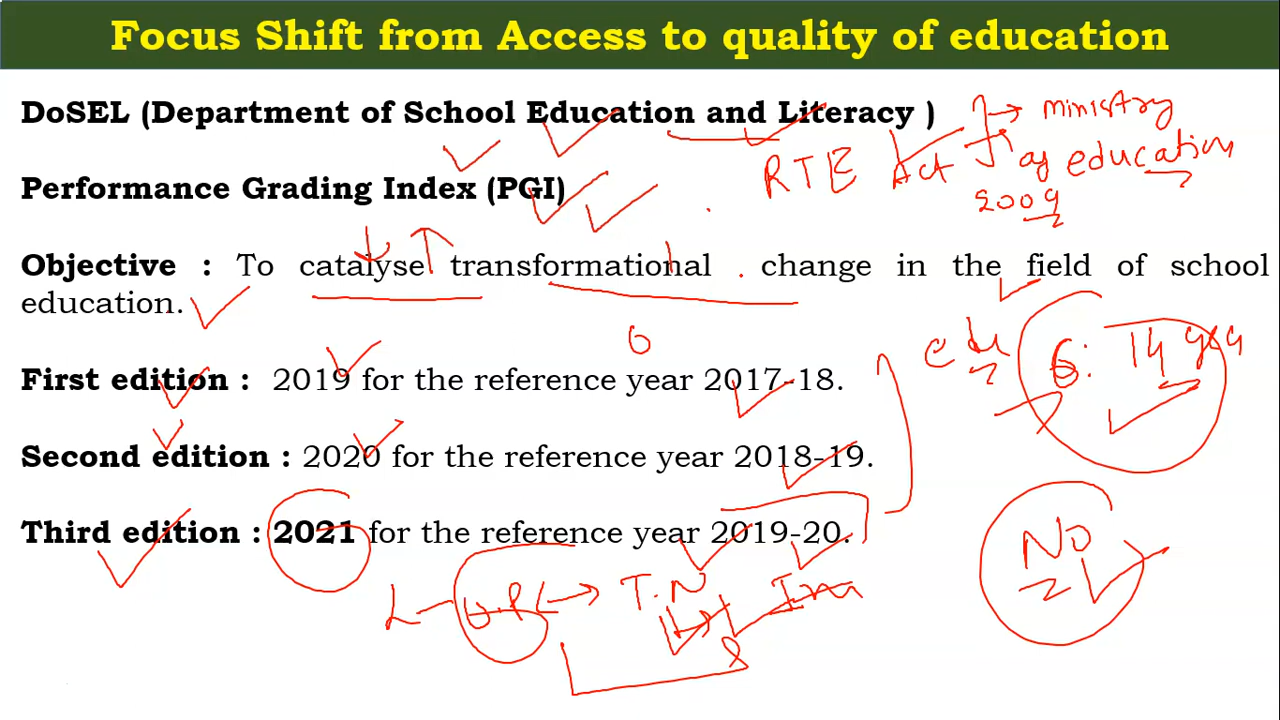 Focus Shift from Access to quality of education
DoSEL (Department of School Education and Literacy )
ministry
RTE Act of education
2009
Performance Grading Index (PGI)
Objective : To catalyse transformational change in the field of school
education.
edu 6: 14 yea
First edition : 2019 for the reference year 2017-18.
Second edition : 2020 for the reference year 2018-19.
Third edition : 2021 for the reference year 2019-20.
No
T.N